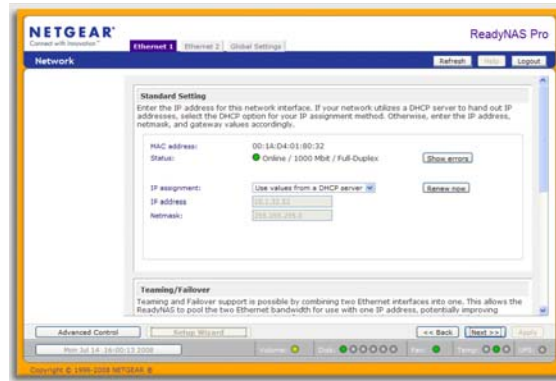 NETGEAR®
Connect with Innovation™
ReadyNAS Pro
Ethernet 1 Ethernet 2 Global Settings
Network
Refresh Help Logout
Standard Setting
Enter the IP address for this network interface. If your network utilizes a DHCP server to hand out IP
addresses, select the DHCP option for your IP assignment method. Otherwise, enter the IP address,
netmask, and gateway values accordingly.
MAC address: 00:1A:D4:01:80:32
Status: Online / 1000 Mbit / Full-Duplex Show errors
IP assignment: Use values from a DHCP server Renew now
IP address
Netmask:
Teaming/Failover
Teaming and Failover support is possible by combining two Ethernet interfaces into one. This allows the
ReadyNAS to pool the two Ethernet bandwidth for use with one IP address, potentially improving
Advanced Control Setup Wizard << Back Next >> Apply
Mon Jul 14 16:00:13 2008 Volume: Disk: Fan: Temp: UPS:
Copyright © 1996-2008 NETGEAR ®